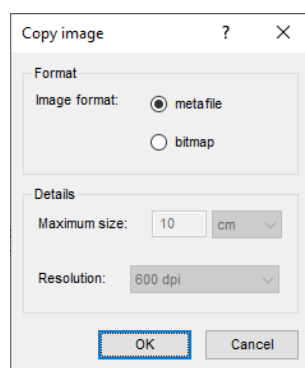 Copy image ?
Format
Image format: metafile
bitmap
Details
Maximum size: 10 cm
Resolution: 600 dpi
OK Cancel